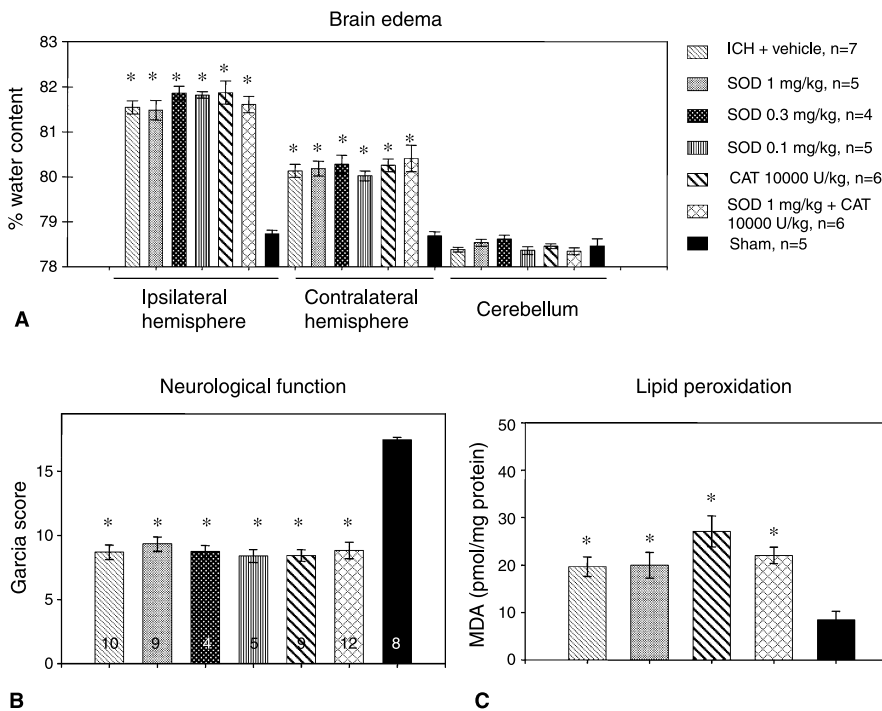 Brain edema
83
82
81
80
79
78
% water content
* * * * * *
* * * * * *
Ipsilateral
hemisphere
Contralateral
hemisphere
Cerebellum
A
ICH + vehicle, n=7
SOD 1 mg/kg, n=5
SOD 0.3 mg/kg, n=4
SOD 0.1 mg/kg, n=5
CAT 10000 U/kg, n=6
SOD 1 mg/kg + CAT
10000 U/kg, n=6
Sham, n=5
Neurological function
15
10
5
0
Garcia score
* * * * * *
10 9 4 5 9 12 8
B
Lipid peroxidation
50
40
30
20
10
0
MDA (pmol/mg protein)
* * * *
C